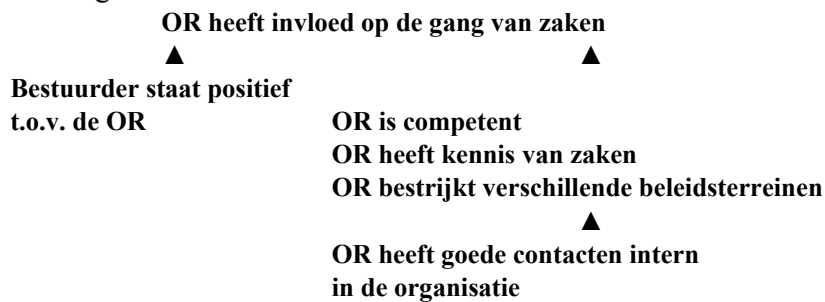 OR heeft invloed op de gang van zaken
▲ ▲
Bestuurder staat positief
t.o.v. de OR OR is competent
OR heeft kennis van zaken
OR bestrijkt verschillende beleidsterreinen
▲
OR heeft goede contacten intern
in de organisatie